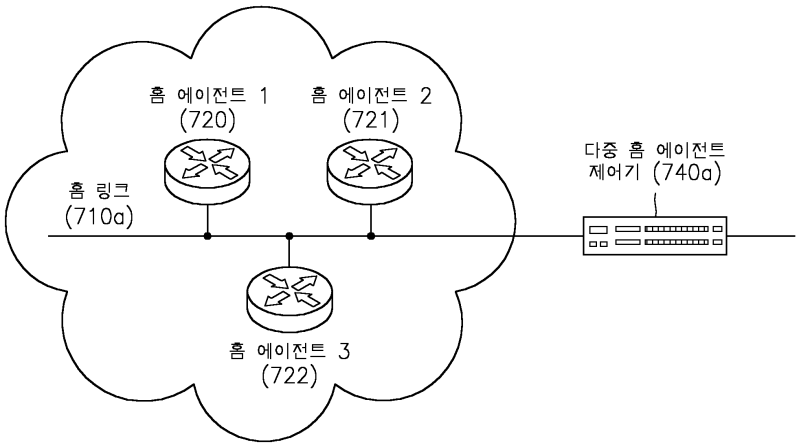 홈 에이전트 1
(720)
홈 에이전트 2
(721)
다중 홈 에이전트
제어기 (740a)
홈 링크
(710a)
홈 에이전트 3
(722)